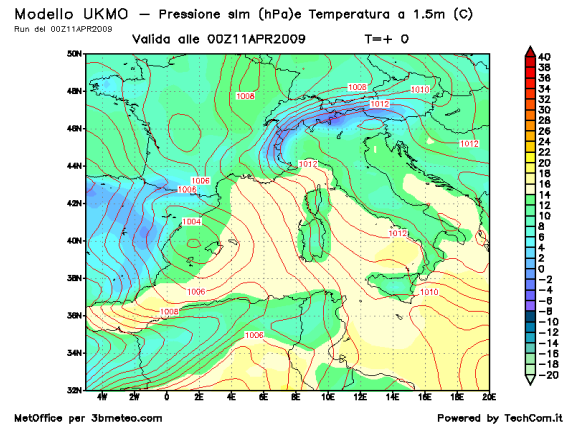 Modello UKMO – Pressione slm (hPa)e Temperatura a 1.5m (C)
Run del 00Z11APR2009
Valida alle 00Z11APR2009 T=+ 0
50N
48N
46N
44N
42N
40N
38N
36N
34N
32N
4W 2W 0 2E 4E 6E 8E 10E 12E 14E 16E 18E 20E
1008
1008
1010
1012
1012
1012
1006
1006
1004
1012
1006
1010
1008
1006
40
38
36
34
32
30
28
26
24
22
20
18
16
14
12
10
8
6
4
2
0
-2
-4
-6
-8
-10
-12
-14
-16
-18
-20
MetOffice per 3bmeteo.com
Powered by TechCom.it